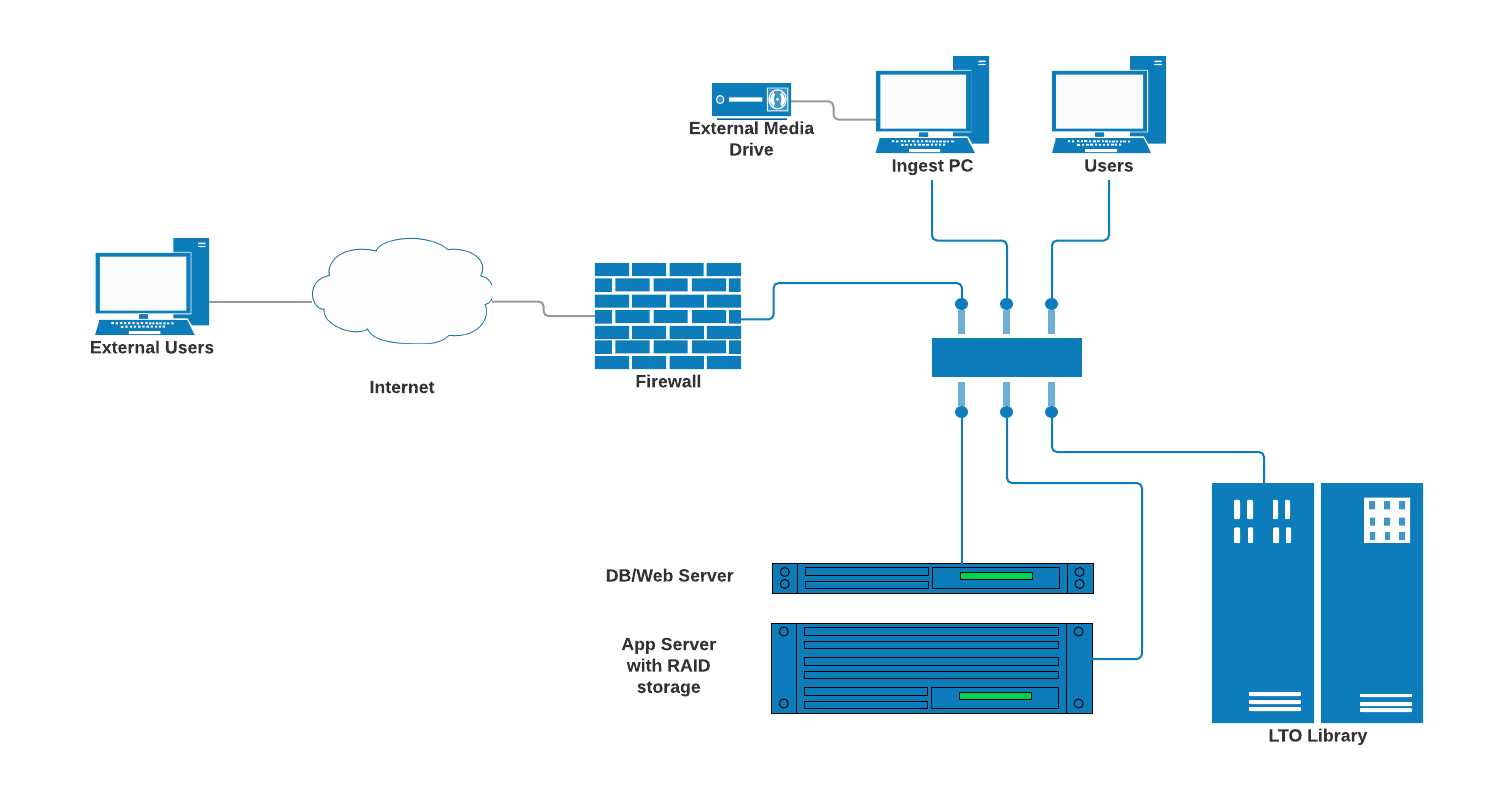 External Media
Drive
Ingest PC
Users
External Users
Internet
Firewall
DB/Web Server
App Server
with RAID
storage
LTO Library